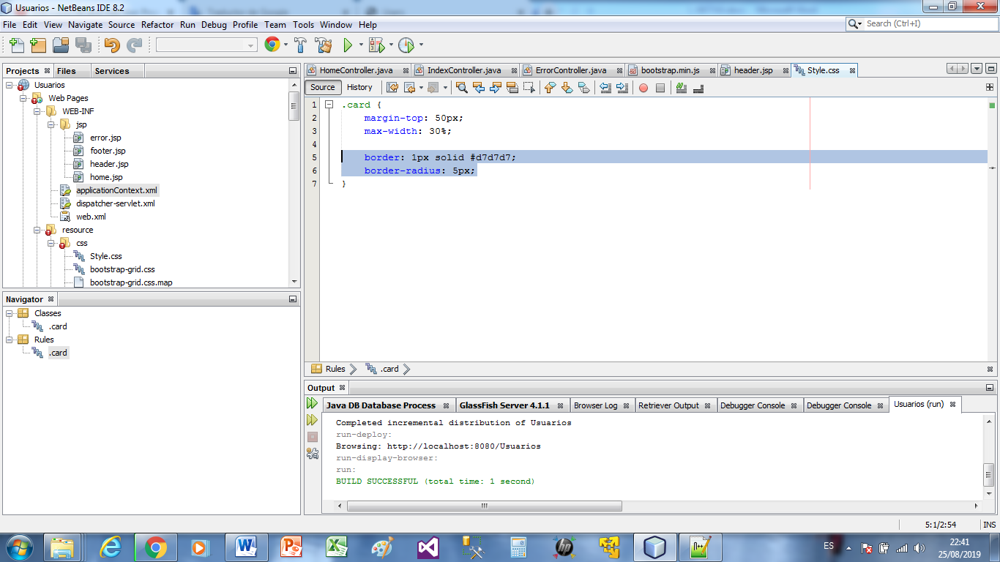 Usuarios - NetBeans IDE 8.2
File Edit View Navigate Source Refactor Run Debug Profile Team Tools Window Help
Search (Ctrl+I)
Projects Files Services
Usuarios
Web Pages
WEB-INF
jsp
error.jsp
footer.jsp
header.jsp
home.jsp
applicationContext.xml
dispatcher-servlet.xml
web.xml
resource
css
Style.css
bootstrap-grid.css
bootstrap-grid.css.map
Navigator
Classes
.card
Rules
.card
HomeController.java IndexController.java ErrorController.java bootstrap.min.js header.jsp Style.css
Source History
1 .card {
2 margin-top: 50px;
3 max-width: 30%;
4
5 border: 1px solid #d7d7d7;
6 border-radius: 5px;
7 }
Rules .card
Output
Java DB Database Process GlassFish Server 4.1.1 Browser Log Retriever Output Debugger Console Debugger Console Usuarios (run)
Completed incremental distribution of Usuarios
run-deploy:
Browsing: http://localhost:8080/Usuarios
run-display-browser:
run:
BUILD SUCCESSFUL (total time: 1 second)
5:1/2:54 INS
ES
22:41
25/08/2019